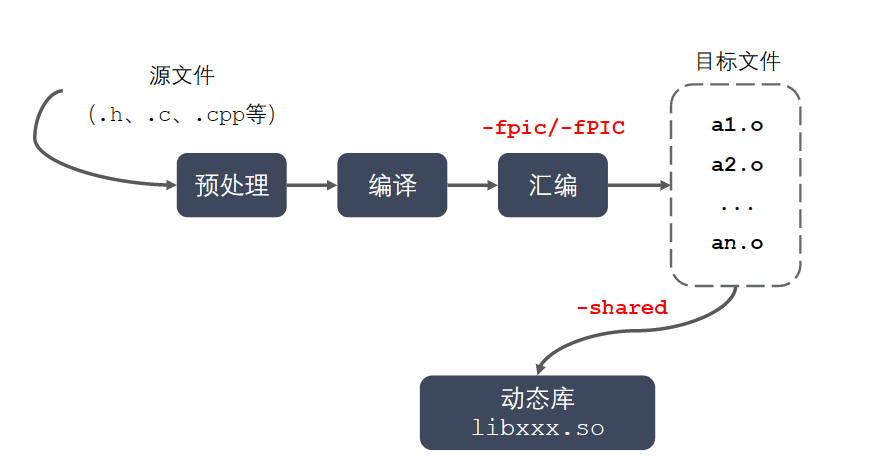 源文件
（.h、.c、.cpp等）
预处理
编译
-fpic/-fPIC
汇编
目标文件
a1.o
a2.o
...
an.o
-shared
动态库
libxxx.so